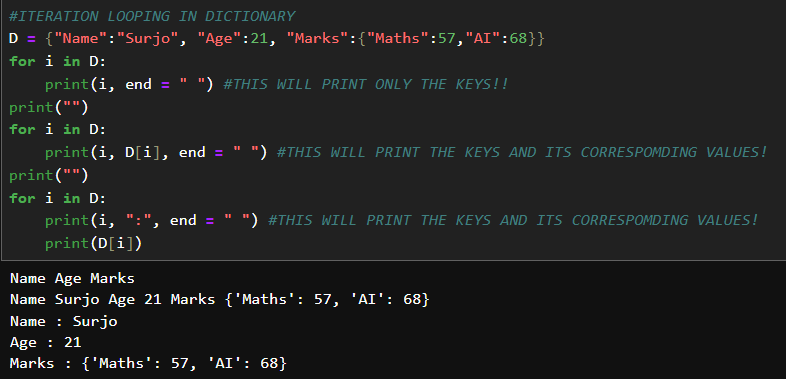 #ITERATION LOOPING IN DICTIONARY
D = {"Name":"Surjo", "Age":21, "Marks":{"Maths":57,"AI":68}}
for i in D:
    print(i, end = " ") #THIS WILL PRINT ONLY THE KEYS!!
print("")
for i in D:
    print(i, D[i], end = " ") #THIS WILL PRINT THE KEYS AND ITS CORRESPOMDING VALUES!
print("")
for i in D:
    print(i, ":", end = " ") #THIS WILL PRINT THE KEYS AND ITS CORRESPOMDING VALUES!
    print(D[i])
Name Age Marks
Name Surjo Age 21 Marks {'Maths': 57, 'AI': 68}
Name : Surjo
Age : 21
Marks : {'Maths': 57, 'AI': 68}